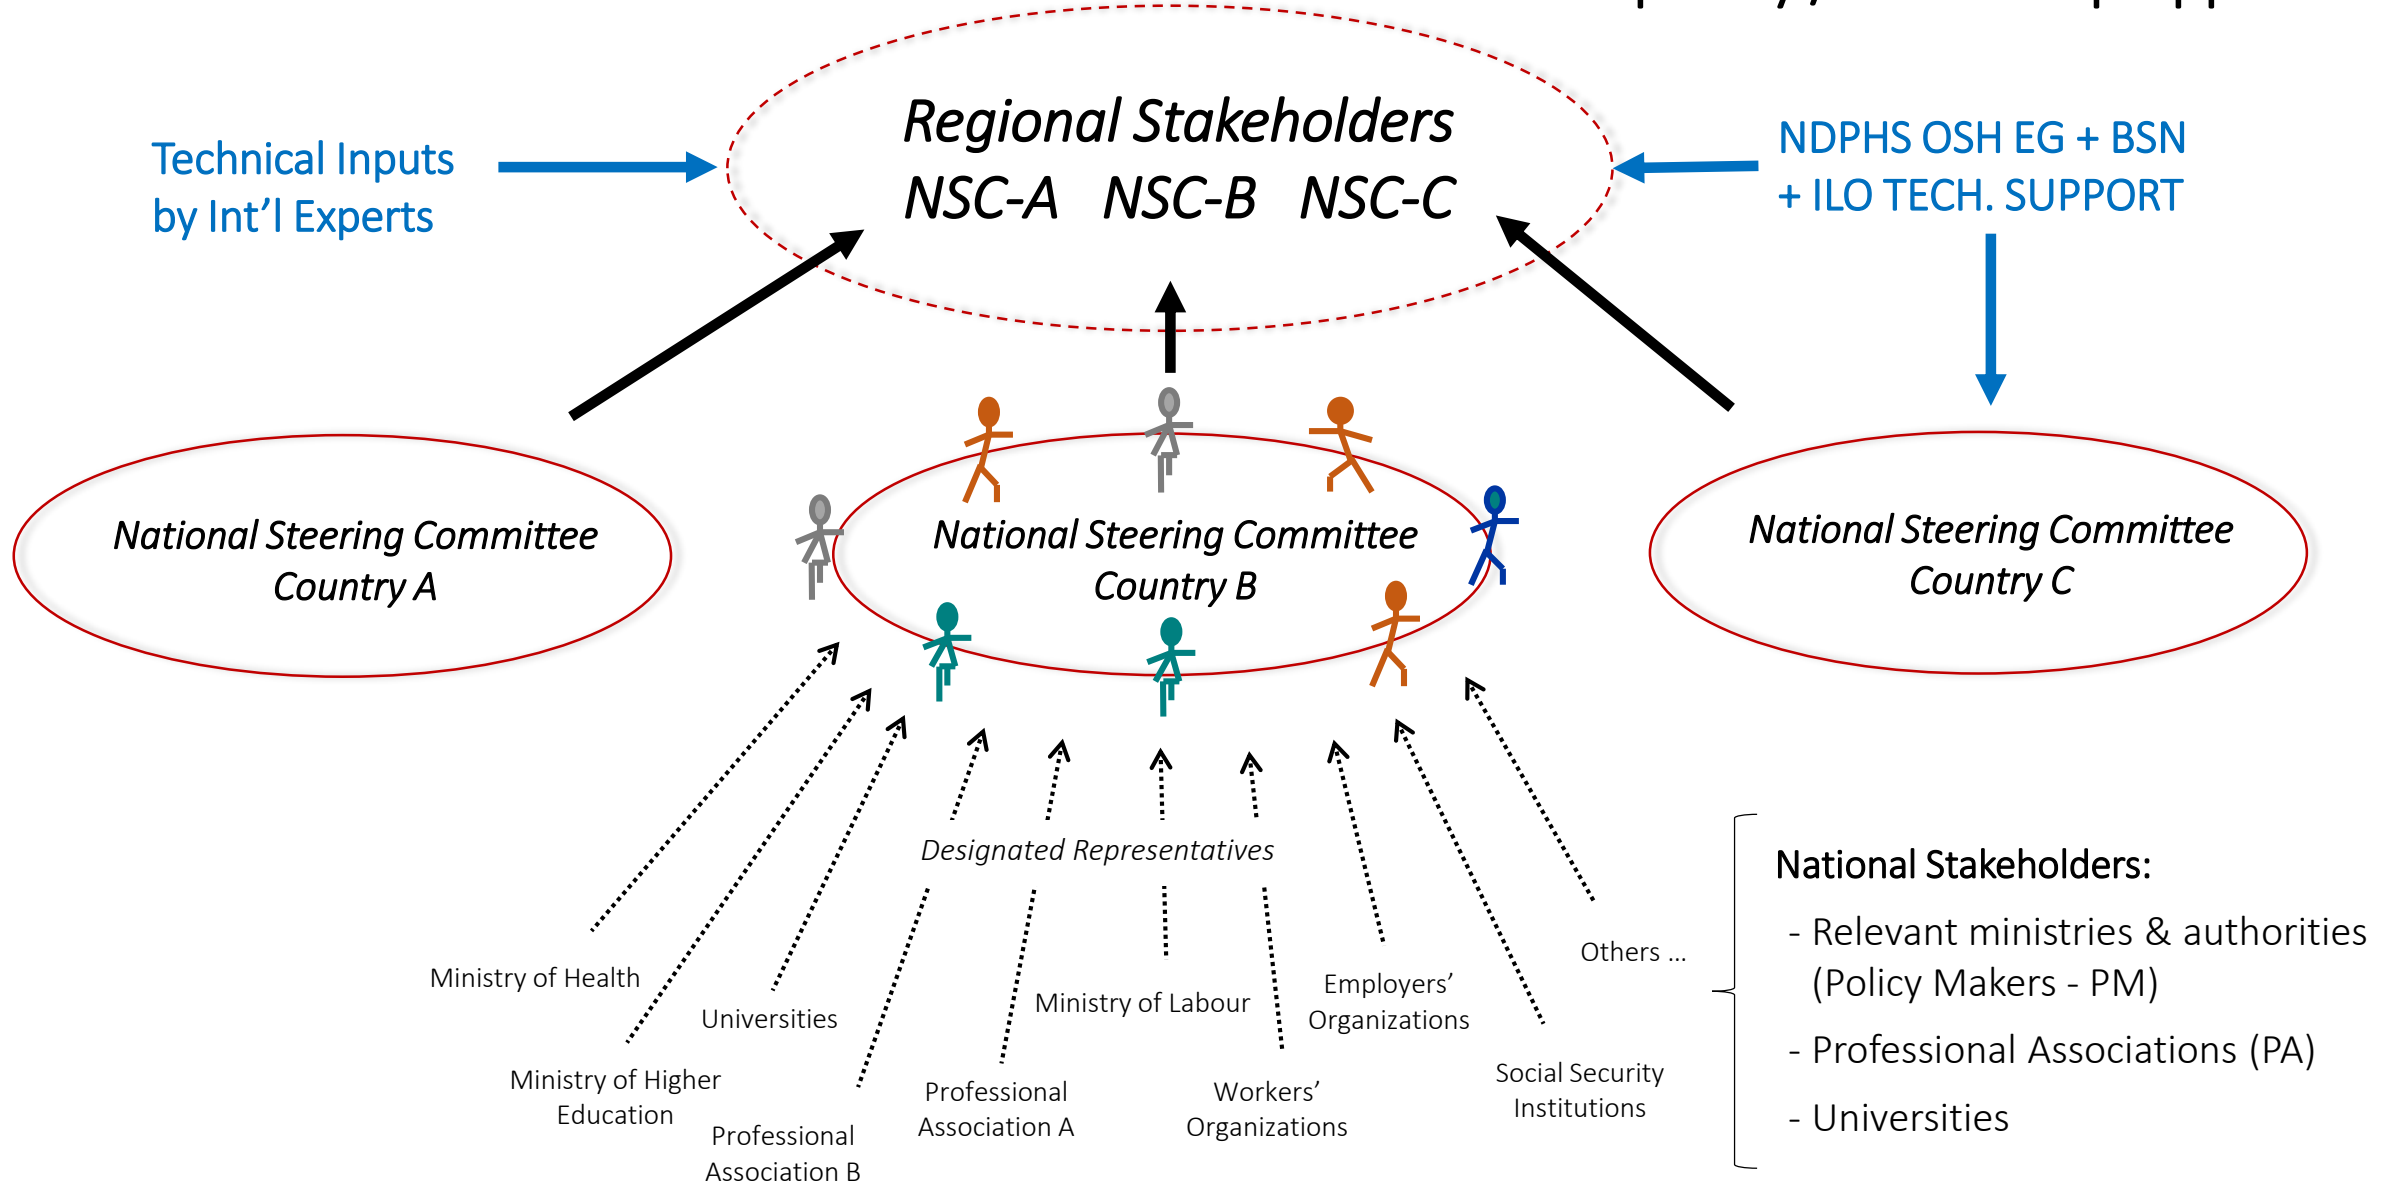 Regional Stakeholders
NSC-A NSC-B NSC-C
Technical Inputs
by Int’l Experts
NDPHS OSH EG + BSN
+ ILO TECH. SUPPORT
National Steering Committee
Country A
National Steering Committee
Country B
National Steering Committee
Country C
Designated Representatives
Ministry of Health
Ministry of Higher
Education
Universities
Professional
Association B
Professional
Association A
Ministry of Labour
Workers’
Organizations
Employers’
Organizations
Social Security
Institutions
Others ...
National Stakeholders:
- Relevant ministries & authorities
(Policy Makers - PM)
- Professional Associations (PA)
- Universities